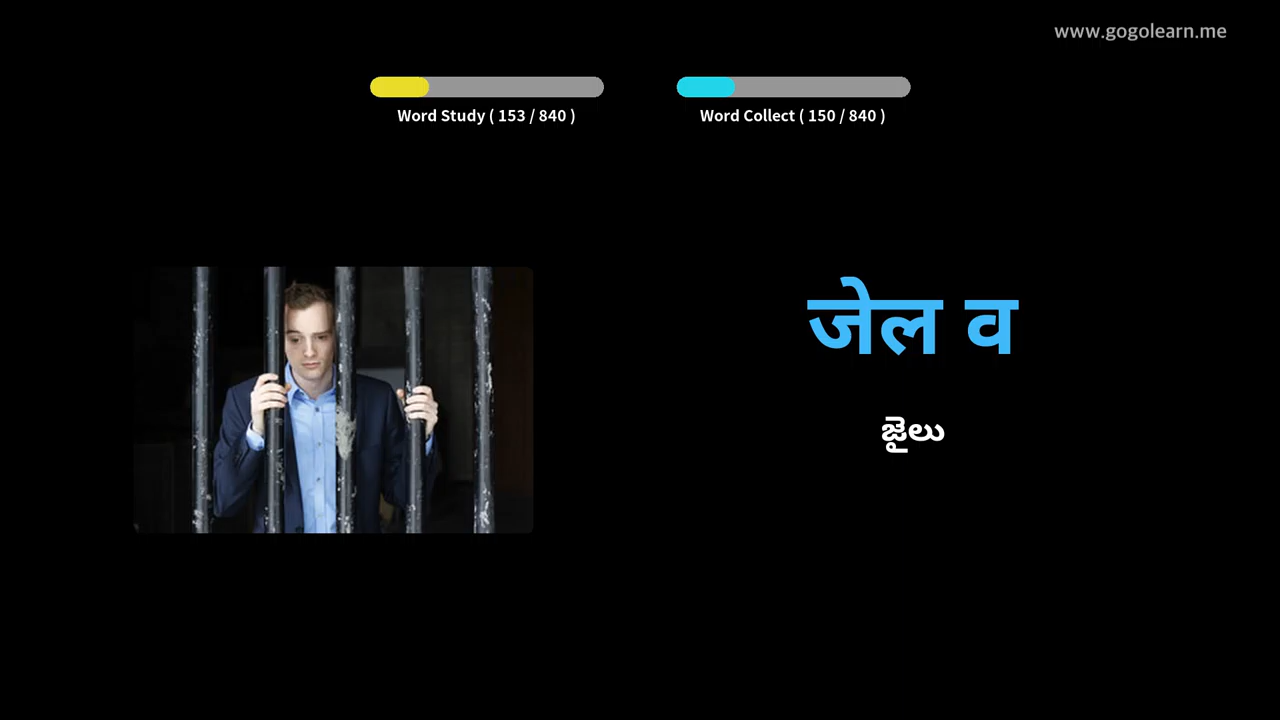 www.gogolearn.me
Word Study ( 153 / 840 )
Word Collect ( 150 / 840 )
जेल व
జైలు